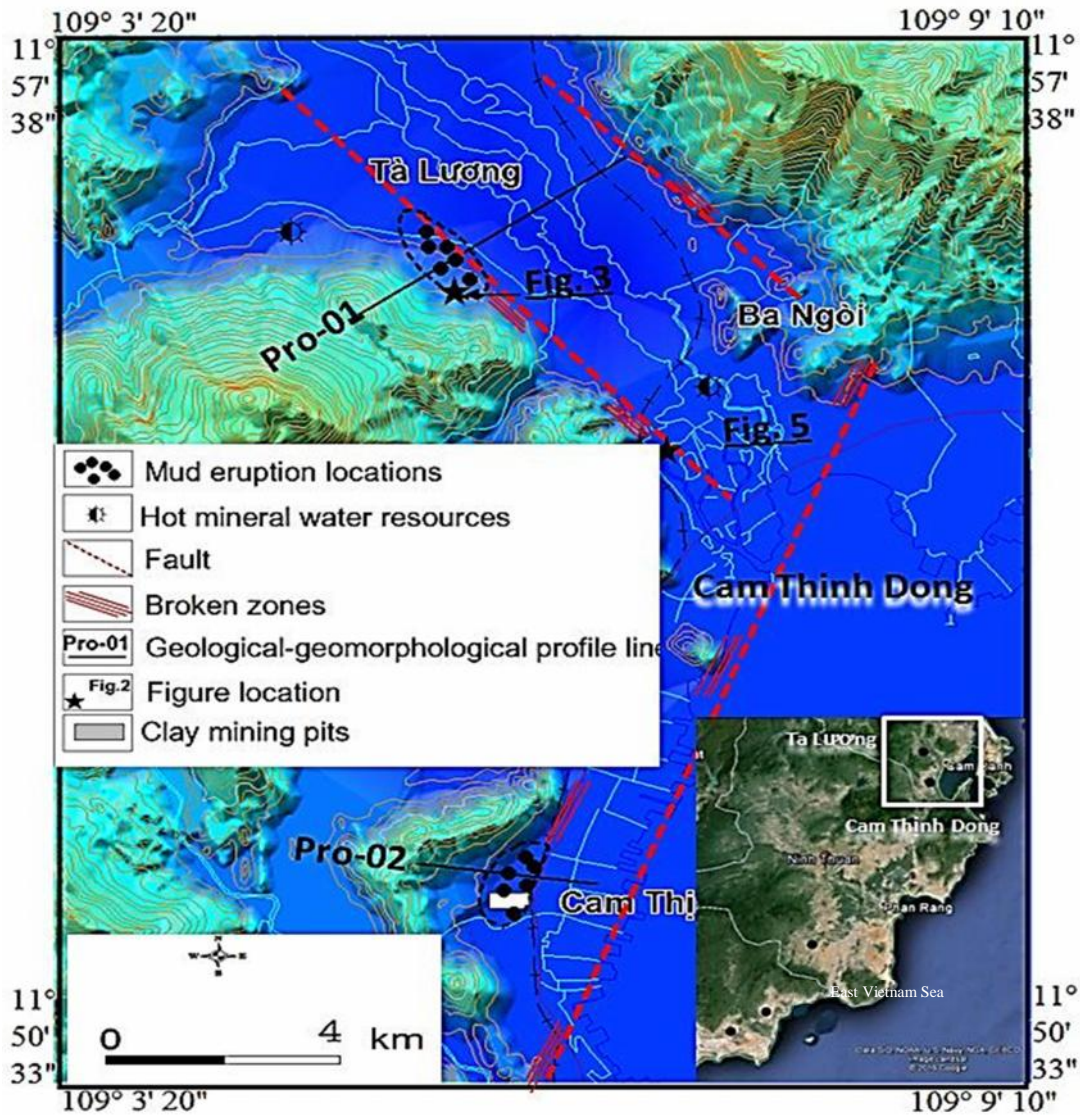 109° 3' 20"
109° 9' 10"
11°
57'
38"
11°
57'
38"
Tà Lương
Fig. 3
Pro-01
Ba Ngòi
Fig. 5
Mud eruption locations
Hot mineral water resources
Fault
Broken zones
Pro-01
Geological-geomorphological profile line
Fig.2
Figure location
Clay mining pits
Cam Thinh Dong
Ta Lương
Cam Thinh Dong
Ninh Thuan
Phan Rang
East Vietnam Sea
Pro-02
Cam Thị
N
W
E
S
0
4
km
11°
50'
33"
11°
50'
33"
109° 3' 20"
109° 9' 10"